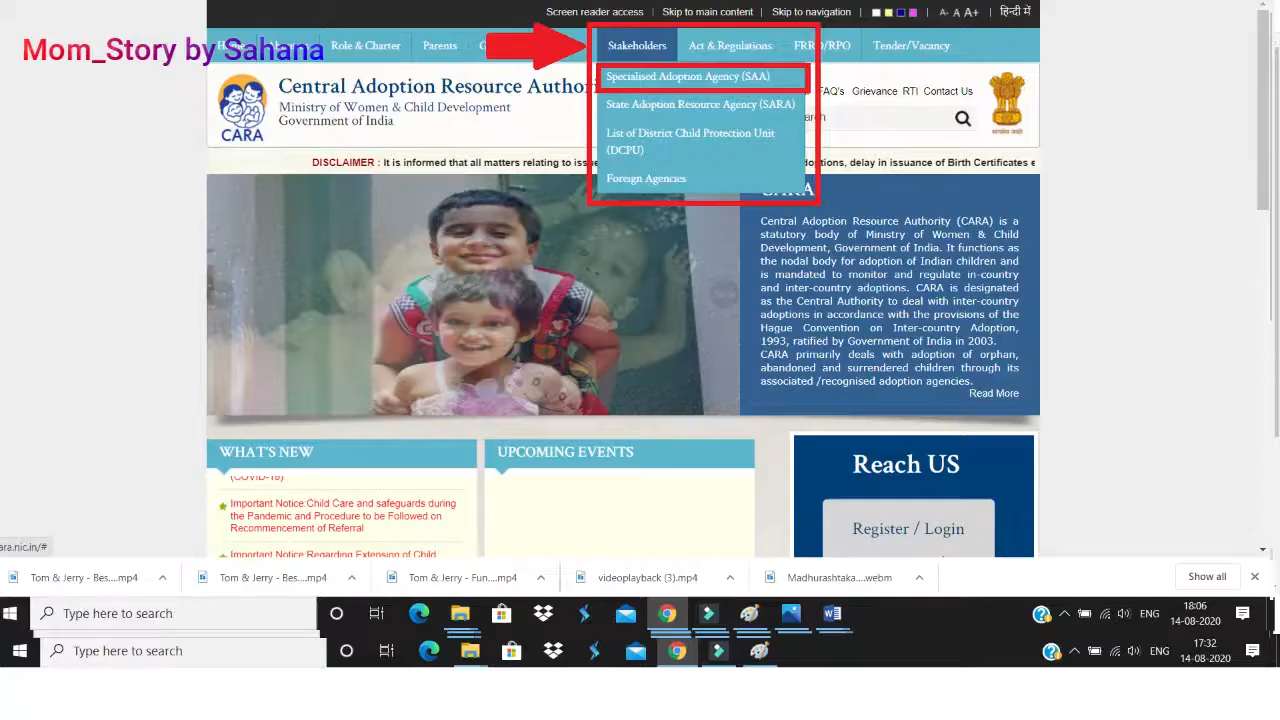 Screen reader access | Skip to main content | Skip to navigation | A- A A+ | हिन्दी में
Mom_Story by Sahana
Role & Charter Parents Stakeholders Act & Regulations FRRO/RPO Tender/Vacancy
Specialised Adoption Agency (SAA)
State Adoption Resource Agency (SARA)
List of District Child Protection Unit
(DCPU)
Foreign Agencies
CARA
Central Adoption Resource
Ministry of Women & Child Development
Government of India
FAQ's Grievance RTI Contact Us
DISCLAIMER : It is informed that all matters relating to delay in issuance of Birth Certificates
CARA
Central Adoption Resource Authority (CARA) is a
statutory body of Ministry of Women & Child
Development, Government of India. It functions as
the nodal body for adoption of Indian children and
is mandated to monitor and regulate in-country
and inter-country adoptions. CARA is designated
as the Central Authority to deal with inter-country
adoptions in accordance with the provisions of the
Hague Convention on Inter-country Adoption,
1993, ratified by Government of India in 2003.
CARA primarily deals with adoption of orphan,
abandoned and surrendered children through its
associated /recognised adoption agencies.
Read More
WHAT'S NEW
(COVID-19)
Important Notice:Child Care and safeguards during
the Pandemic and Procedure to be Followed on
Recommencement of Referral
Important Notice Regarding Extension of Child
UPCOMING EVENTS
Reach US
Register / Login
ara.nic.in/#
Tom & Jerry - Bes....mp4 Tom & Jerry - Bes....mp4 Tom & Jerry - Fun....mp4 videoplayback (3).mp4 Madhurashtaka....webm Show all
Type here to search ENG 18:06
14-08-2020
Type here to search ENG 17:32
14-08-2020